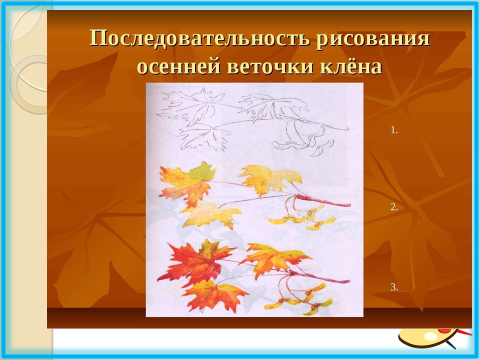 Последовательность рисования
осенней веточки клёна
1.
2.
3.